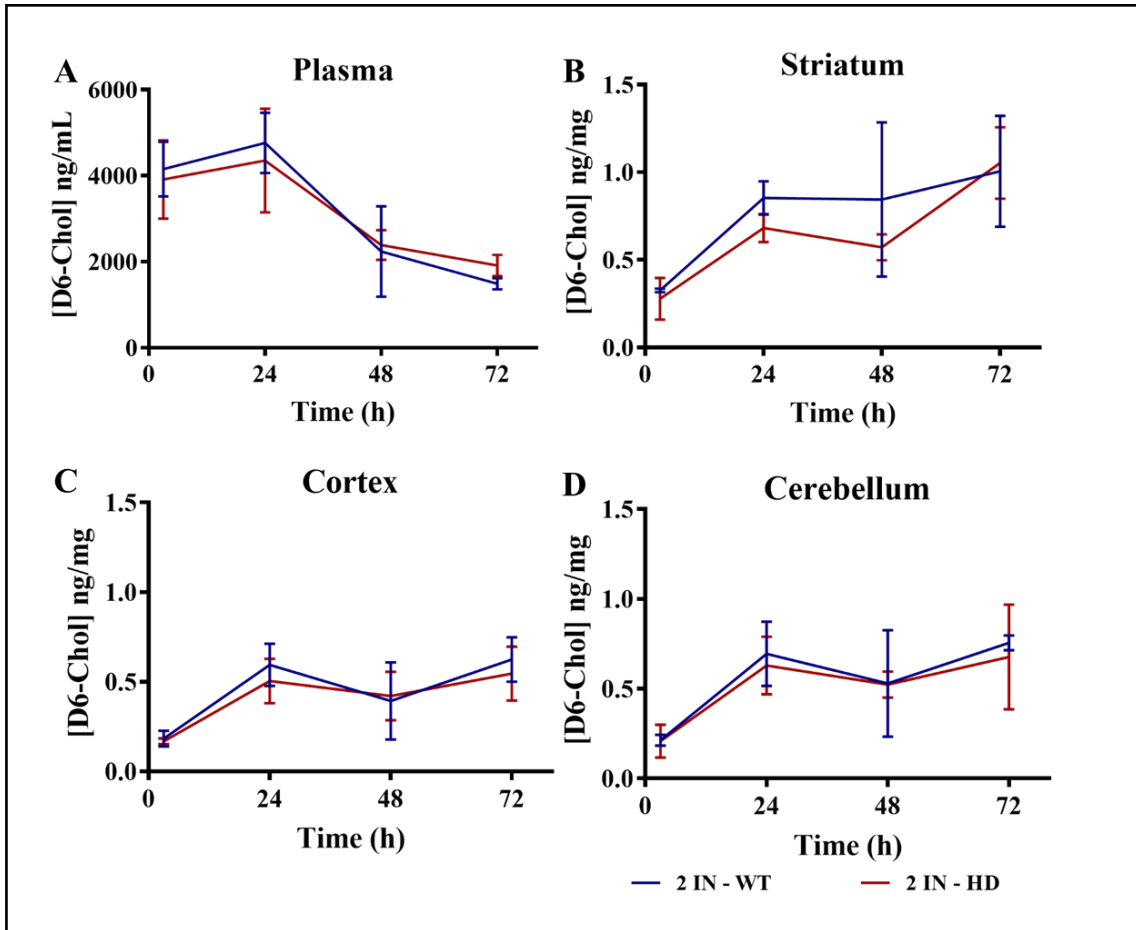 A
Plasma
[D6-Chol] ng/mL
6000
4000
2000
0
0
24
48
72
Time (h)
B
Striatum
[D6-Chol] ng/mg
1.5
1.0
0.5
0.0
0
24
48
72
Time (h)
C
Cortex
[D6-Chol] ng/mg
1.5
1.0
0.5
0.0
0
24
48
72
Time (h)
D
Cerebellum
[D6-Chol] ng/mg
1.5
1.0
0.5
0.0
0
24
48
72
Time (h)
2 IN - WT
2 IN - HD